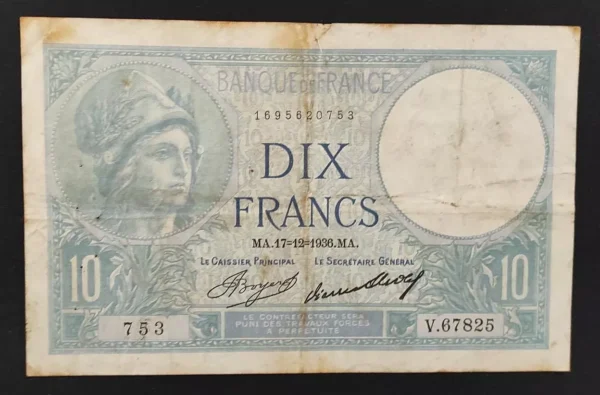 BANQUE DE FRANCE
1695620753
DIX
FRANCS
MA.17=12=1936.MA.
LE CAISSIER PRINCIPAL LE SECRÉTAIRE GÉNÉRAL
10 10
753 V.67825
LE CONTREFACTEUR SERA
PUNI DES TRAVAUX FORCÉS
A PERPÉTUITÉ